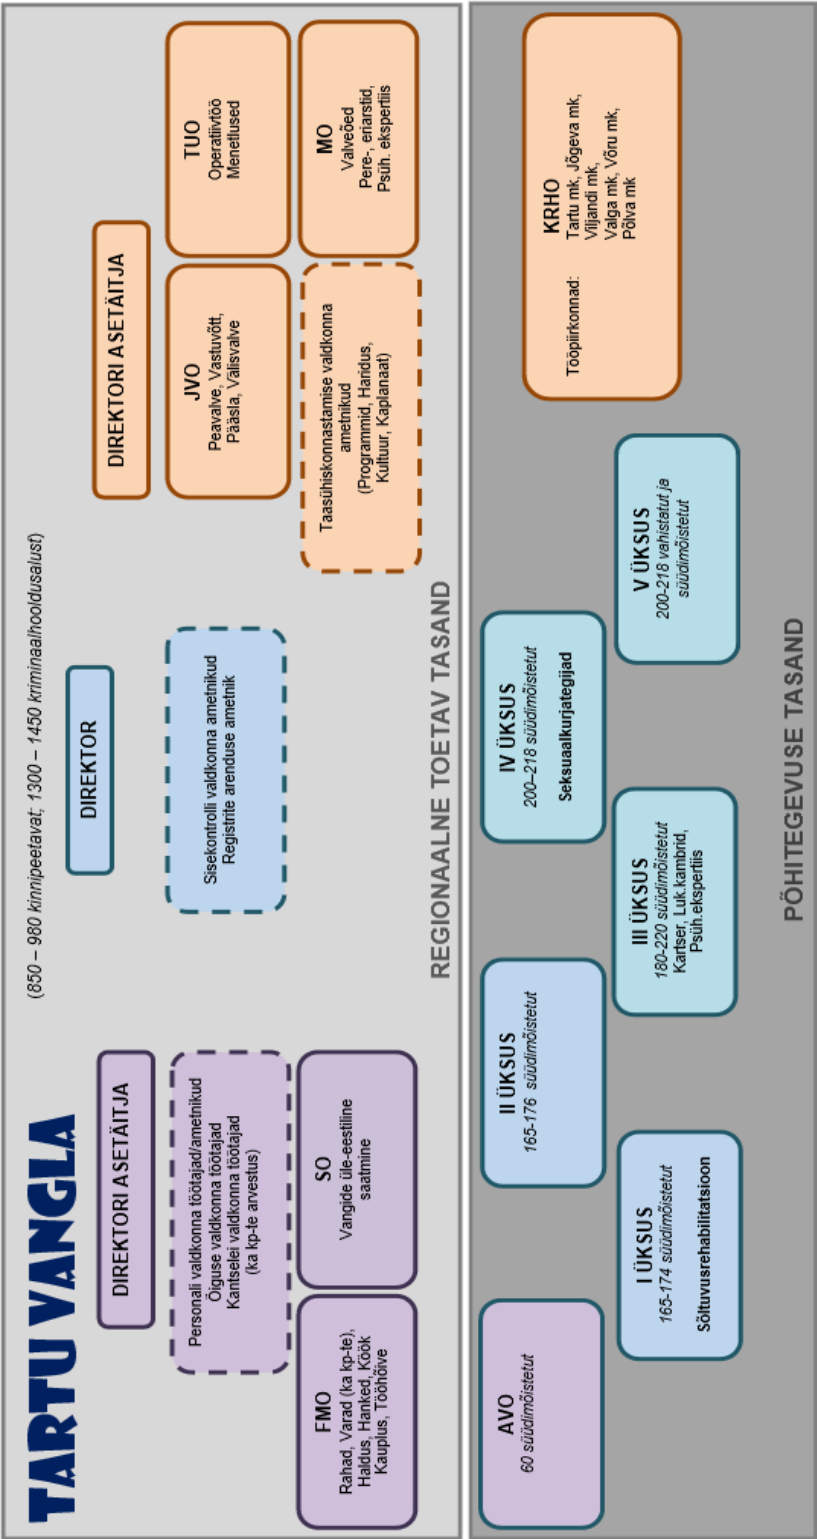 TARTU VANGLA
(850 – 980 kinnipeetavat; 1300 – 1450 kriminaalhooldusalust)
DIREKTOR
DIREKTORI ASETÄITJA
DIREKTORI ASETÄITJA
Personali valdkonna töötajad/ametnikud
Õiguse valdkonna töötajad
Kantselei valdkonna töötajad
(ka kp-te arvestus)
Sisekontrolli valdkonna ametnikud
Registrite arenduse ametnik
JVO
Peavalve, Vastuvõtt,
Pääsla, Välisvalve
TUO
Operatiivtöö
Menetlused
FMO
Rahad, Varad (ka kp-te),
Haldus, Hanked, Köök
Kauplus, Tööhõive
SO
Vangide üle-eestiline
saatmine
Taasühiskonnastamise valdkonna
ametnikud
(Programmid, Haridus,
Kultuur, Kaplanaat)
MO
Valveõed
Pere-, eriarstid,
Psüh. ekspertiis
REGIONAALNE TOETAV TASAND
AVO
60 süüdimõistetut
II ÜKSUS
165-176 süüdimõistetut
IV ÜKSUS
200–218 süüdimõistetut
Seksuaalkurjategijad
KRHO
Tööpiirkonnad: Tartu mk, Jõgeva mk,
Viljandi mk,
Valga mk, Võru mk,
Põlva mk
I ÜKSUS
165-174 süüdimõistetut
Sõltuvusrehabilitatsioon
III ÜKSUS
180-220 süüdimõistetut
Kartser, Luk.kambrid,
Psüh.ekspertiis
V ÜKSUS
200-218 vahistatut ja
süüdimõistetut
PÕHITEGEVUSE TASAND